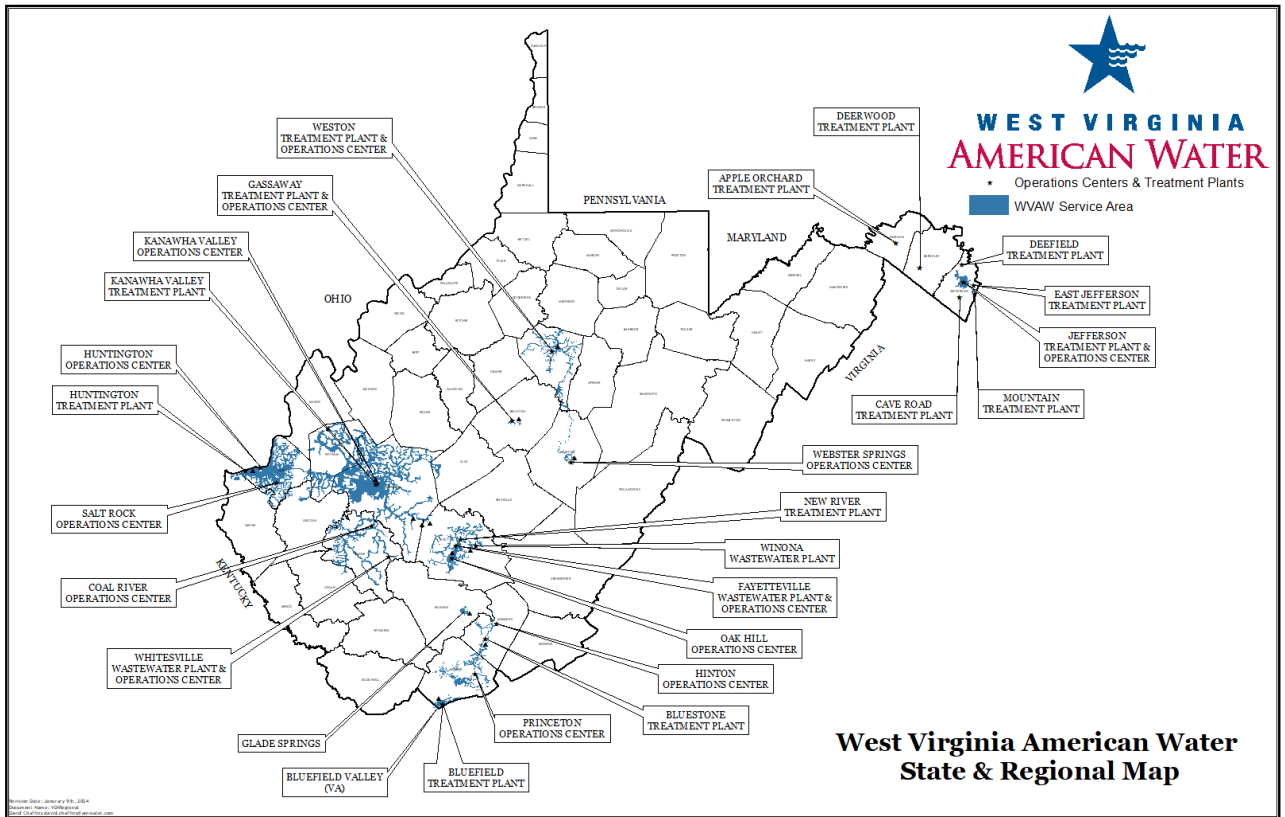 WEST VIRGINIA
AMERICAN WATER
Operations Centers & Treatment Plants
WVAW Service Area
DEERWOOD
TREATMENT PLANT
WESTON
TREATMENT PLANT &
OPERATIONS CENTER
APPLE ORCHARD
TREATMENT PLANT
GASSAWAY
TREATMENT PLANT &
OPERATIONS CENTER
PENNSYLVANIA
MARYLAND
KANAWHA VALLEY
OPERATIONS CENTER
DEEFIELD
TREATMENT PLANT
KANAWHA VALLEY
TREATMENT PLANT
OHIO
EAST JEFFERSON
TREATMENT PLANT
JEFFERSON
TREATMENT PLANT &
OPERATIONS CENTER
HUNTINGTON
OPERATIONS CENTER
VIRGINIA
HUNTINGTON
TREATMENT PLANT
CAVE ROAD
TREATMENT PLANT
MOUNTAIN
TREATMENT PLANT
WEBSTER SPRINGS
OPERATIONS CENTER
SALT ROCK
OPERATIONS CENTER
NEW RIVER
TREATMENT PLANT
WINONA
WASTEWATER PLANT
KENTUCKY
COAL RIVER
OPERATIONS CENTER
FAYETTEVILLE
WASTEWATER PLANT &
OPERATIONS CENTER
OAK HILL
OPERATIONS CENTER
WHITESVILLE
WASTEWATER PLANT &
OPERATIONS CENTER
HINTON
OPERATIONS CENTER
BLUESTONE
TREATMENT PLANT
PRINCETON
OPERATIONS CENTER
GLADE SPRINGS
BLUEFIELD VALLEY
(VA)
BLUEFIELD
TREATMENT PLANT
West Virginia American Water
State & Regional Map